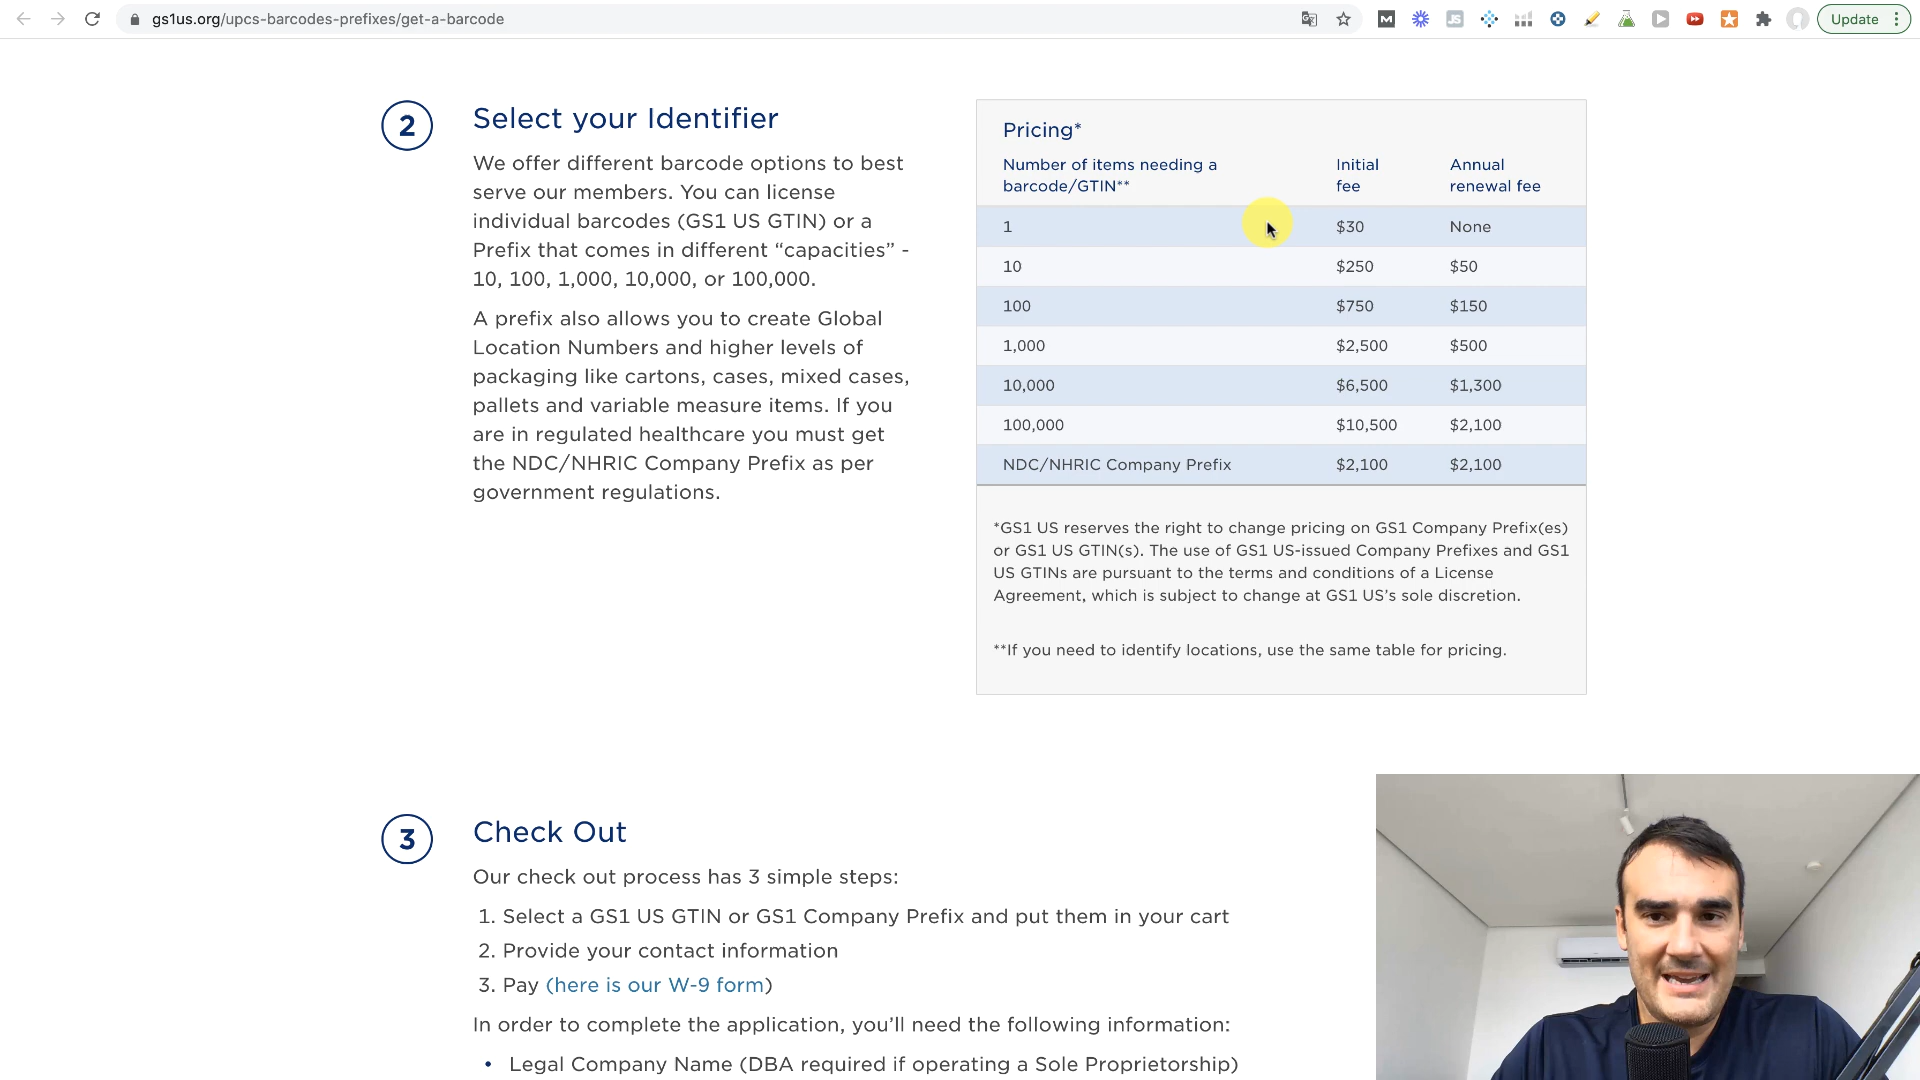 gs1us.org/upcs-barcodes-prefixes/get-a-barcode
Update
2
Select your Identifier
We offer different barcode options to best
serve our members. You can license
individual barcodes (GS1 US GTIN) or a
Prefix that comes in different “capacities” -
10, 100, 1,000, 10,000, or 100,000.
A prefix also allows you to create Global
Location Numbers and higher levels of
packaging like cartons, cases, mixed cases,
pallets and variable measure items. If you
are in regulated healthcare you must get
the NDC/NHRIC Company Prefix as per
government regulations.
Pricing*
Number of items needing a barcode/GTIN** Initial fee Annual renewal fee
1 $30 None
10 $250 $50
100 $750 $150
1,000 $2,500 $500
10,000 $6,500 $1,300
100,000 $10,500 $2,100
NDC/NHRIC Company Prefix $2,100 $2,100
*GS1 US reserves the right to change pricing on GS1 Company Prefix(es)
or GS1 US GTIN(s). The use of GS1 US-issued Company Prefixes and GS1
US GTINs are pursuant to the terms and conditions of a License
Agreement, which is subject to change at GS1 US’s sole discretion.
**If you need to identify locations, use the same table for pricing.
3
Check Out
Our check out process has 3 simple steps:
1. Select a GS1 US GTIN or GS1 Company Prefix and put them in your cart
2. Provide your contact information
3. Pay (here is our W-9 form)
In order to complete the application, you’ll need the following information:
• Legal Company Name (DBA required if operating a Sole Proprietorship)